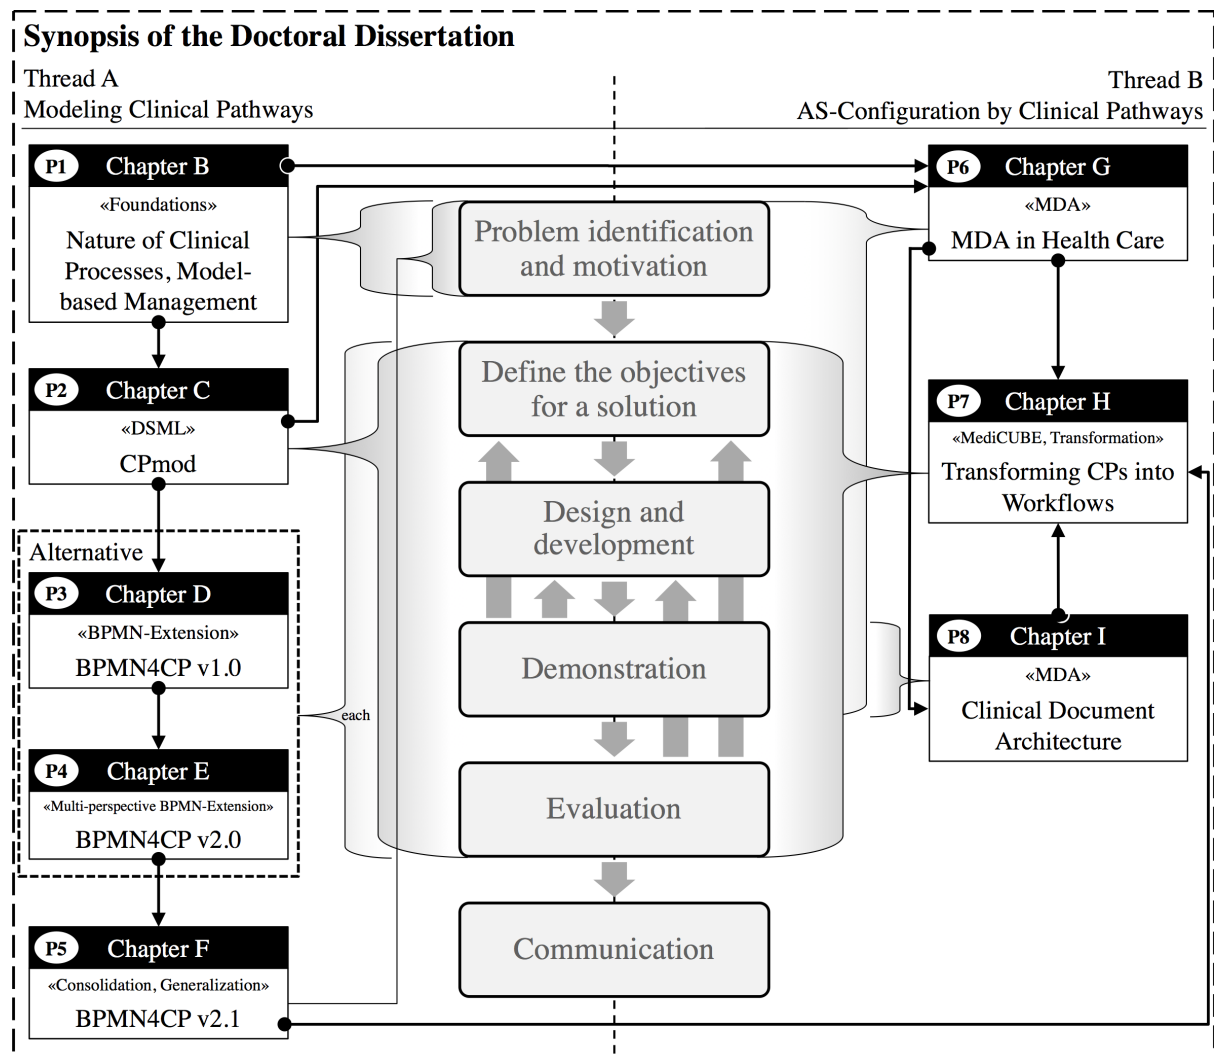 Synopsis of the Doctoral Dissertation
Thread A
Modeling Clinical Pathways
Thread B
AS-Configuration by Clinical Pathways
P1 Chapter B
«Foundations»
Nature of Clinical
Processes, Model-
based Management
P2 Chapter C
«DSML»
CPmod
Alternative
P3 Chapter D
«BPMN-Extension»
BPMN4CP v1.0
each
P4 Chapter E
«Multi-perspective BPMN-Extension»
BPMN4CP v2.0
P5 Chapter F
«Consolidation, Generalization»
BPMN4CP v2.1
Problem identification
and motivation
Define the objectives
for a solution
Design and
development
Demonstration
Evaluation
Communication
P6 Chapter G
«MDA»
MDA in Health Care
P7 Chapter H
«MediCUBE, Transformation»
Transforming CPs into
Workflows
P8 Chapter I
«MDA»
Clinical Document
Architecture